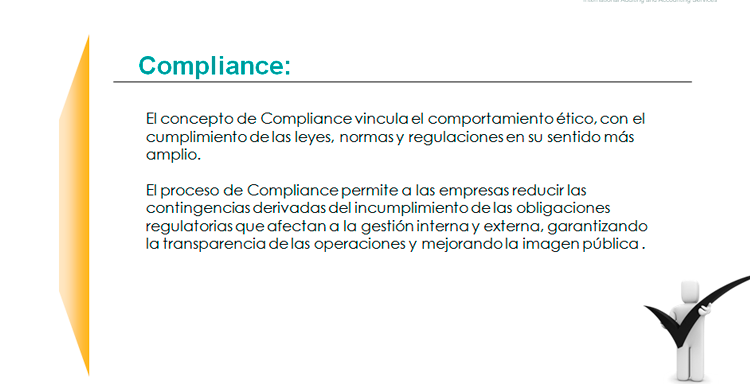 International Auditing and Accounting Services
Compliance:
El concepto de Compliance vincula el comportamiento ético, con el
cumplimiento de las leyes, normas y regulaciones en su sentido más
amplio.
El proceso de Compliance permite a las empresas reducir las
contingencias derivadas del incumplimiento de las obligaciones
regulatorias que afectan a la gestión interna y externa, garantizando
la transparencia de las operaciones y mejorando la imagen pública .